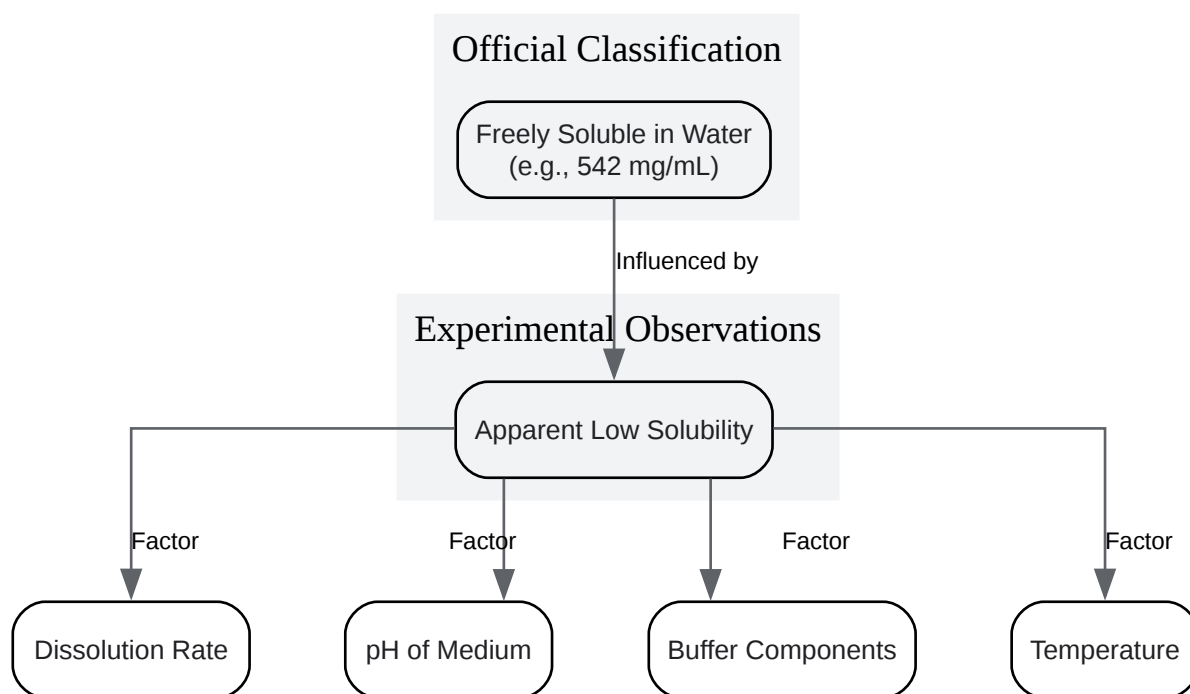 Official Classification
Freely Soluble in Water
(e.g., 542 mg/mL)
Influenced by
Experimental Observations
Apparent Low Solubility
Factor
Factor
Factor
Factor
Dissolution Rate
pH of Medium
Buffer Components
Temperature